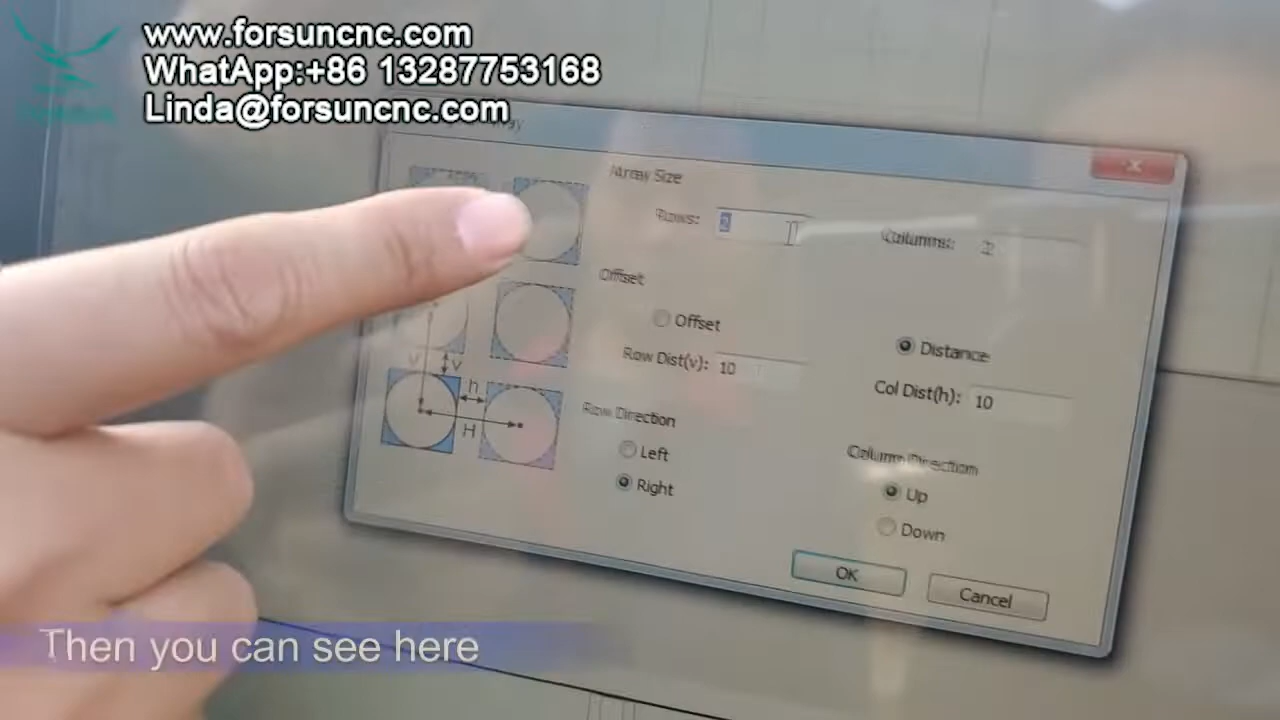 www.forsuncnc.com
WhatApp:+86 13287753168
Linda@forsuncnc.com
Array Size
Rows: 2
Columns: 2
Offset
Offset
Distance
Row Dist(v): 10
Col Dist(h): 10
Row Direction
Left
Right
Column Direction
Up
Down
OK
Cancel
V
v
h
H
Then you can see here